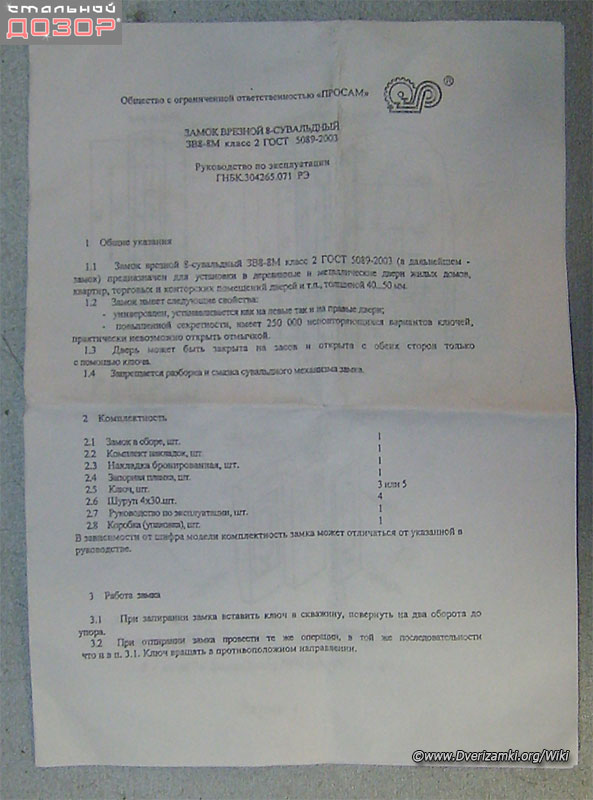 стальной
ДОЗОР®
Общество с ограниченной ответственностью «ПРОСАМ»
®
ЗАМОК ВРЕЗНОЙ 8-СУВАЛЬДНЫЙ
ЗВ8-8М класс 2 ГОСТ 5089-2003
Руководство по эксплуатации
ГНБК.304265.071 РЭ
1 Общие указания
1.1 Замок врезной 8-сувальдный ЗВ8-8М класс 2 ГОСТ 5089-2003 (в дальнейшем -
замок) предназначен для установки в деревянные и металлические двери жилых домов,
квартир, торговых и конторских помещений дверей и т.п., толщиной 40...50 мм.
1.2 Замок имеет следующие свойства:
- универсален, устанавливается как на левые так и на правые двери;
- повышенной секретности, имеет 250 000 неповторяющихся вариантов ключей,
практически невозможно открыть отмычкой.
1.3 Дверь может быть закрыта на засов и открыта с обеих сторон только
с помощью ключа.
1.4 Запрещается разборка и смазка сувальдного механизма замка.
2 Комплектность
2.1 Замок в сборе, шт. 1
2.2 Комплект накладок, шт. 1
2.3 Накладка бронированная, шт. 1
2.4 Запорная планка, шт. 1
2.5 Ключ, шт. 3 или 5
2.6 Шуруп 4х30.шт. 4
2.7 Руководство по эксплуатации, шт. 1
2.8 Коробка (упаковка), шт. 1
В зависимости от шифра модели комплектность замка может отличаться от указанной в
руководстве.
3 Работа замка
3.1 При запирании замка вставить ключ в скважину, повернуть на два оборота до
упора.
3.2 При отпирании замка провести те же операции, в той же последовательности
что и в п. 3.1. Ключ вращать в противоположном направлении.
©www.Dverizamki.org/Wiki